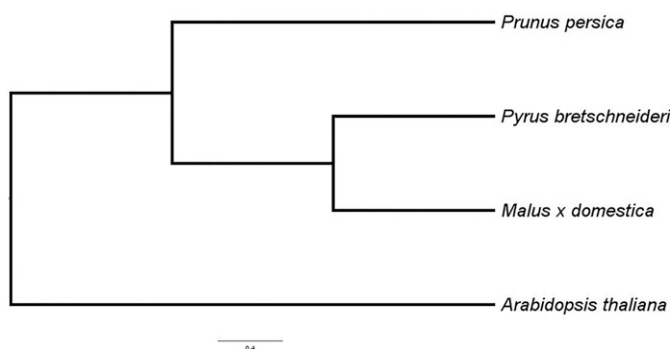 Prunus persica
Pyrus bretschneideri
Malus x domestica
Arabidopsis thaliana